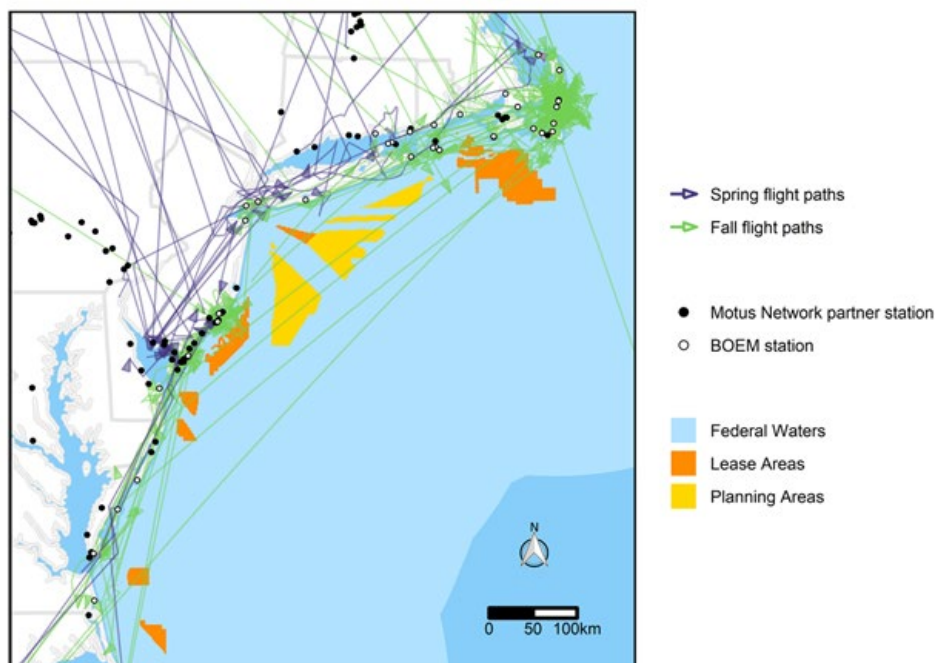 Spring flight paths
Fall flight paths
Motus Network partner station
BOEM station
Federal Waters
Lease Areas
Planning Areas
N
0 50 100km